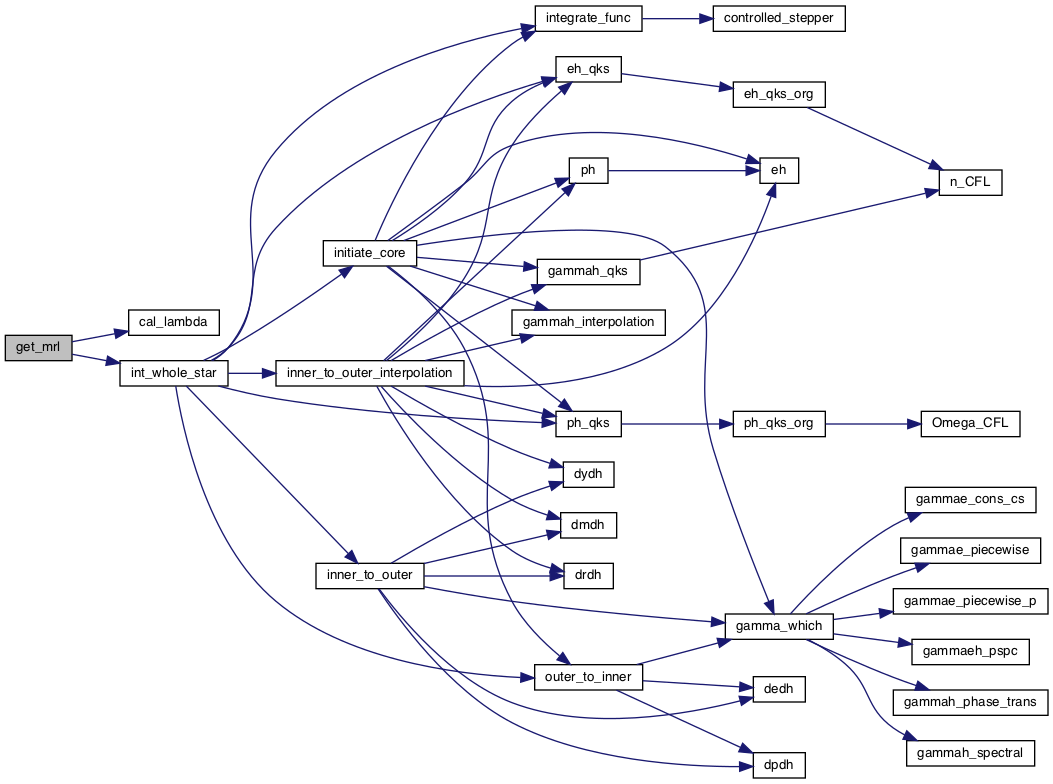 integrate_func
controlled_stepper
eh_qks
eh_qks_org
ph
eh
n_CFL
initiate_core
gammah_qks
cal_lambda
gammah_interpolation
get_mrl
int_whole_star
inner_to_outer_interpolation
ph_qks
ph_qks_org
Omega_CFL
dydh
gammae_cons_cs
dmdh
gammae_piecewise
inner_to_outer
drdh
gammae_piecewise_p
gamma_which
gammaeh_pspc
outer_to_inner
dedh
gammah_phase_trans
gammah_spectral
dpdh